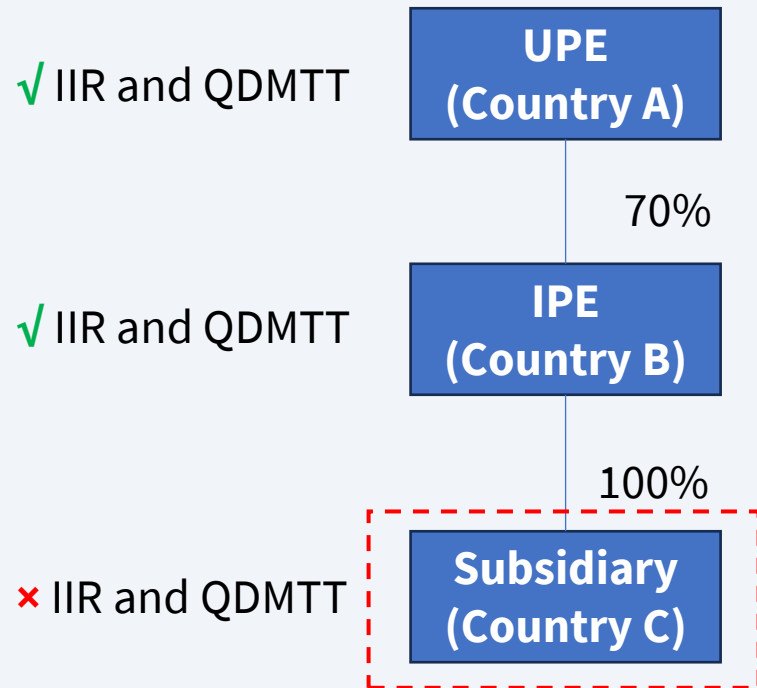 UPE
(Country A)
√ IIR and QDMTT
70%
IPE
(Country B)
√ IIR and QDMTT
100%
Subsidiary
(Country C)
× IIR and QDMTT